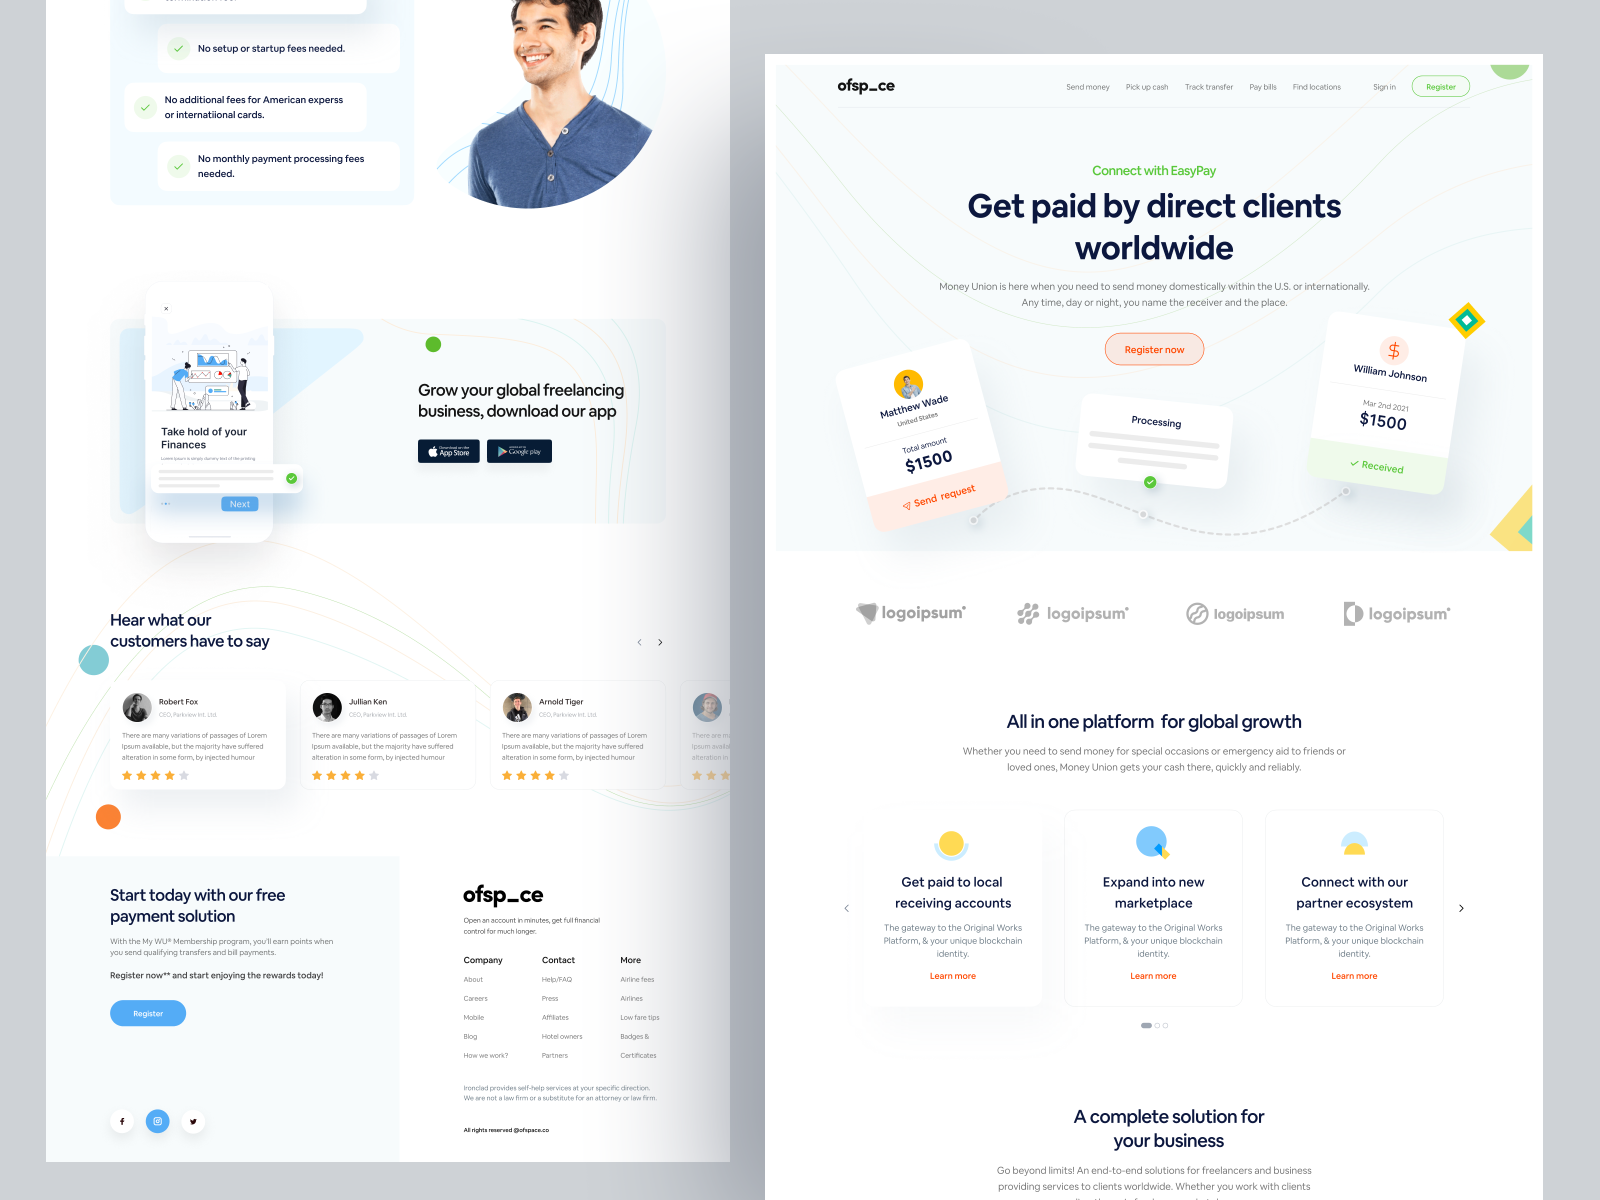 No setup or startup fees needed.
No additional fees for American experss
or internatiional cards.
No monthly payment processing fees
needed.
Take hold of your
Finances
Lorem Ipsum is simply dummy text of the printing
Next
Grow your global freelancing
business, download our app
Download on the
App Store
Google play
Hear what our
customers have to say
Robert Fox
CEO, Parkview Int. Ltd.
There are many variations of passages of Lorem
Ipsum available, but the majority have suffered
alteration in some form, by injected humour
Jullian Ken
CEO, Parkview Int. Ltd.
There are many variations of passages of Lorem
Ipsum available, but the majority have suffered
alteration in some form, by injected humour
Arnold Tiger
CEO, Parkview Int. Ltd.
There are many variations of passages of Lorem
Ipsum available, but the majority have suffered
alteration in some form, by injected humour
There are ma
Ipsum availab
alteration in
Start today with our free
payment solution
With the My WU® Membership program, you'll earn points when
you send qualifying transfers and bill payments.
Register now** and start enjoying the rewards today!
Register
ofsp_ce
Open an account in minutes, get full financial
control for much longer.
Company
About
Careers
Mobile
Blog
How we work?
Contact
Help/FAQ
Press
Affiliates
Hotel owners
Partners
More
Airline fees
Airlines
Low fare tips
Badges &
Certificates
Ironclad provides self-help services at your specific direction.
We are not a law firm or a substitute for an attorney or law firm.
All rights reserved @ofspace.co
ofsp_ce
Send money
Pick up cash
Track transfer
Pay bills
Find locations
Sign in
Register
Connect with EasyPay
Get paid by direct clients
worldwide
Money Union is here when you need to send money domestically within the U.S. or internationally.
Any time, day or night, you name the receiver and the place.
Register now
Matthew Wade
United States
Total amount
$1500
Send request
Processing
$
William Johnson
Mar 2nd 2021
$1500
Received
logoipsum
logoipsum
logoipsum
logoipsum
All in one platform for global growth
Whether you need to send money for special occasions or emergency aid to friends or
loved ones, Money Union gets your cash there, quickly and reliably.
Get paid to local
receiving accounts
The gateway to the Original Works
Platform, & your unique blockchain
identity.
Learn more
Expand into new
marketplace
The gateway to the Original Works
Platform, & your unique blockchain
identity.
Learn more
Connect with our
partner ecosystem
The gateway to the Original Works
Platform, & your unique blockchain
identity.
Learn more
A complete solution for
your business
Go beyond limits! An end-to-end solutions for freelancers and business
providing services to clients worldwide. Whether you work with clients